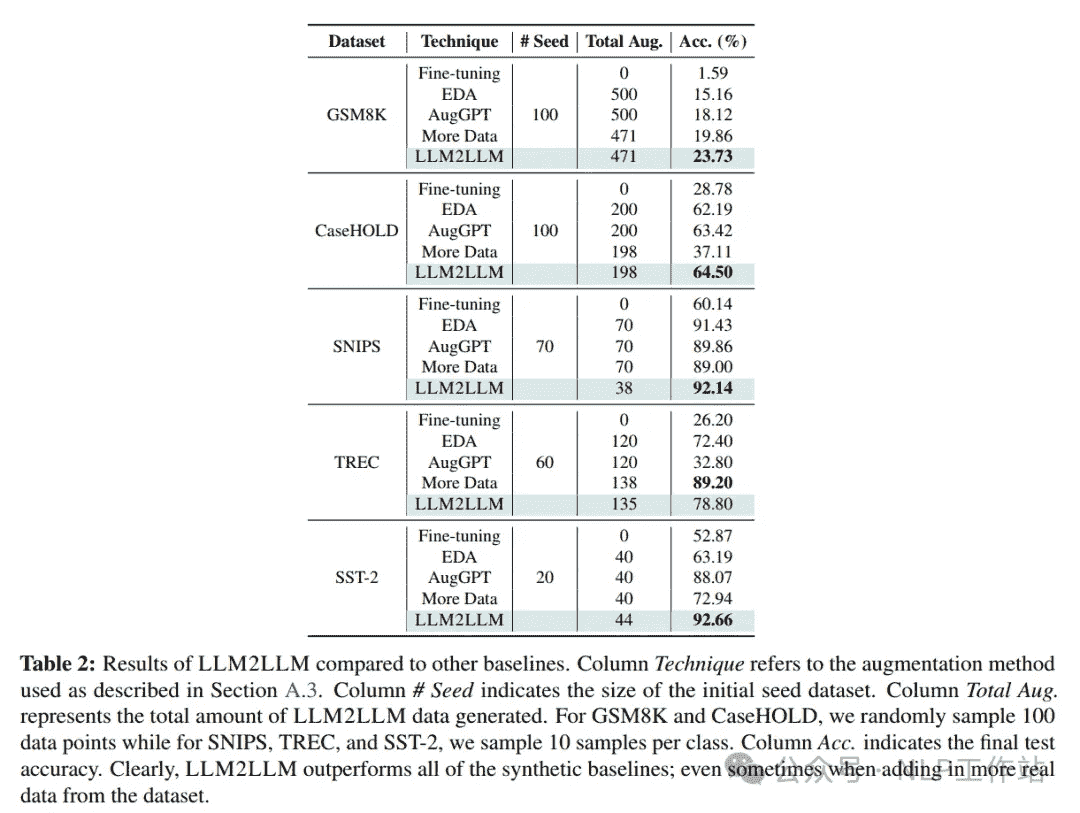 Dataset Technique # Seed Total Aug. Acc. (%)
Fine-tuning 0 1.59
EDA 500 15.16
GSM8K AugGPT 100 500 18.12
More Data 471 19.86
LLM2LLM 471 23.73
Fine-tuning 0 28.78
EDA 200 62.19
CaseHOLD AugGPT 100 200 63.42
More Data 198 37.11
LLM2LLM 198 64.50
Fine-tuning 0 60.14
EDA 70 91.43
SNIPS AugGPT 70 70 89.86
More Data 70 89.00
LLM2LLM 38 92.14
Fine-tuning 0 26.20
EDA 120 72.40
TREC AugGPT 60 120 32.80
More Data 138 89.20
LLM2LLM 135 78.80
Fine-tuning 0 52.87
EDA 40 63.19
SST-2 AugGPT 20 40 88.07
More Data 40 72.94
LLM2LLM 44 92.66
Table 2: Results of LLM2LLM compared to other baselines. Column Technique refers to the augmentation method
used as described in Section A.3. Column # Seed indicates the size of the initial seed dataset. Column Total Aug.
represents the total amount of LLM2LLM data generated. For GSM8K and CaseHOLD, we randomly sample 100
data points while for SNIPS, TREC, and SST-2, we sample 10 samples per class. Column Acc. indicates the final test
accuracy. Clearly, LLM2LLM outperforms all of the synthetic baselines; even sometimes when adding in more real
data from the dataset.
公众号 · NLP工作站